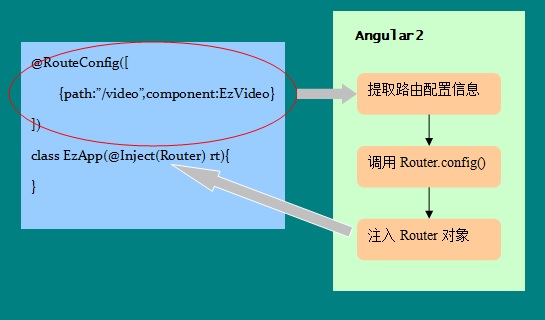 @RouteConfig([
{path:"/video",component:EzVideo}
])
class EzApp(@Inject(Router) rt){
}
Angular2
提取路由配置信息
调用 Router.config()
注入 Router 对象